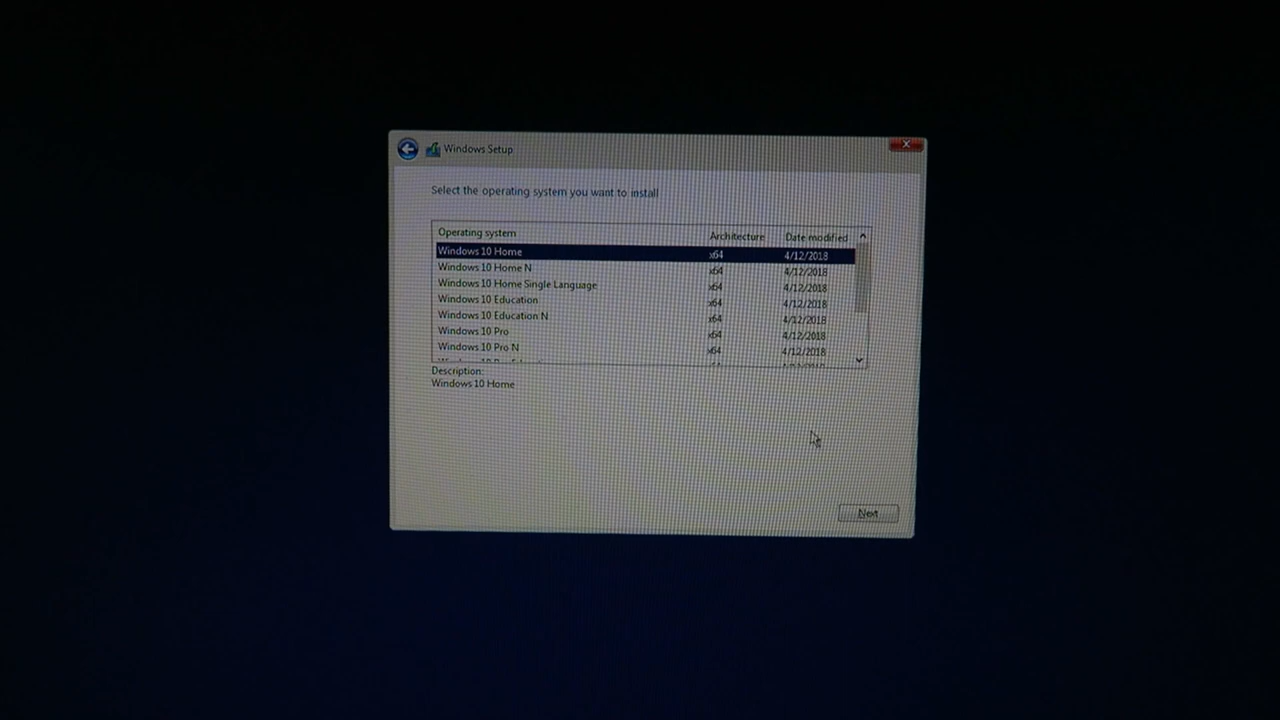 Windows Setup
Select the operating system you want to install
Operating system Architecture Date modified
Windows 10 Home x64 4/12/2018
Windows 10 Home N x64 4/12/2018
Windows 10 Home Single Language x64 4/12/2018
Windows 10 Education x64 4/12/2018
Windows 10 Education N x64 4/12/2018
Windows 10 Pro x64 4/12/2018
Windows 10 Pro N x64 4/12/2018
Description:
Windows 10 Home
Next